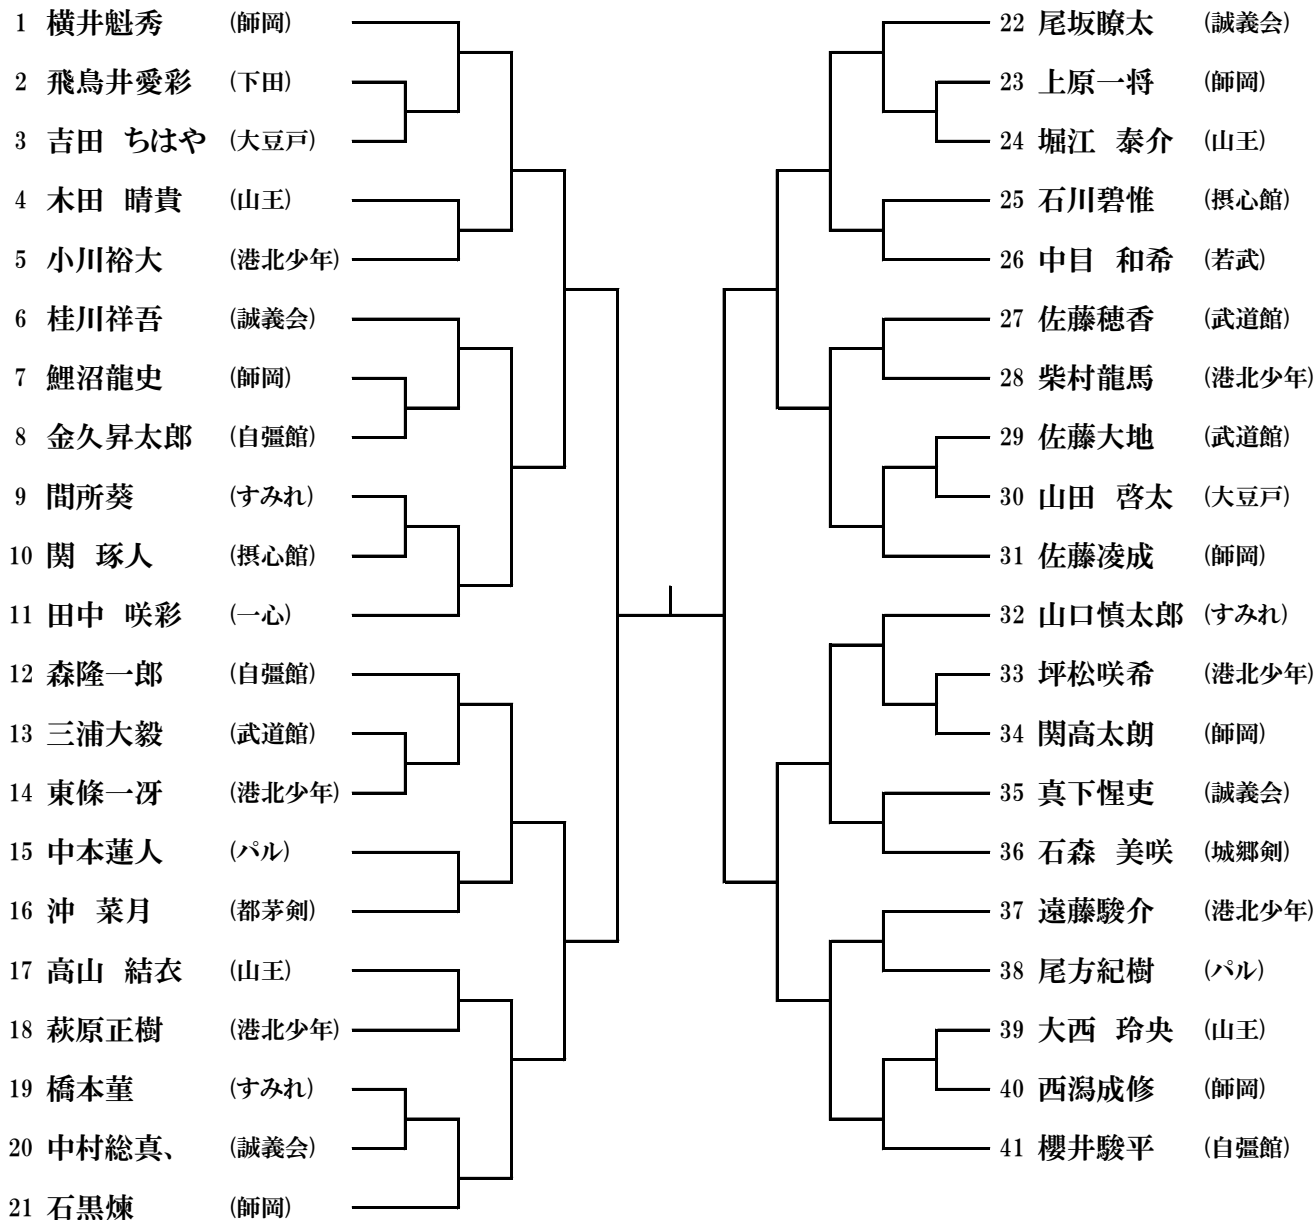 1 横井魁秀 (師岡)
2 飛鳥井愛彩 (下田)
3 吉田 ちはや (大豆戸)
4 木田 晴貴 (山王)
5 小川裕大 (港北少年)
6 桂川祥吾 (誠義会)
7 鯉沼龍史 (師岡)
8 金久昇太郎 (自彊館)
9 間所葵 (すみれ)
10 関 琢人 (摂心館)
11 田中 咲彩 (一心)
12 森隆一郎 (自彊館)
13 三浦大毅 (武道館)
14 東條一冴 (港北少年)
15 中本蓮人 (パル)
16 沖 菜月 (都茅剣)
17 高山 結衣 (山王)
18 萩原正樹 (港北少年)
19 橋本菫 (すみれ)
20 中村総真、 (誠義会)
21 石黒煉 (師岡)
22 尾坂瞭太 (誠義会)
23 上原一将 (師岡)
24 堀江 泰介 (山王)
25 石川碧惟 (摂心館)
26 中目 和希 (若武)
27 佐藤穂香 (武道館)
28 柴村龍馬 (港北少年)
29 佐藤大地 (武道館)
30 山田 啓太 (大豆戸)
31 佐藤凌成 (師岡)
32 山口慎太郎 (すみれ)
33 坪松咲希 (港北少年)
34 関高太朗 (師岡)
35 真下惺吏 (誠義会)
36 石森 美咲 (城郷剣)
37 遠藤駿介 (港北少年)
38 尾方紀樹 (パル)
39 大西 玲央 (山王)
40 西潟成修 (師岡)
41 櫻井駿平 (自彊館)